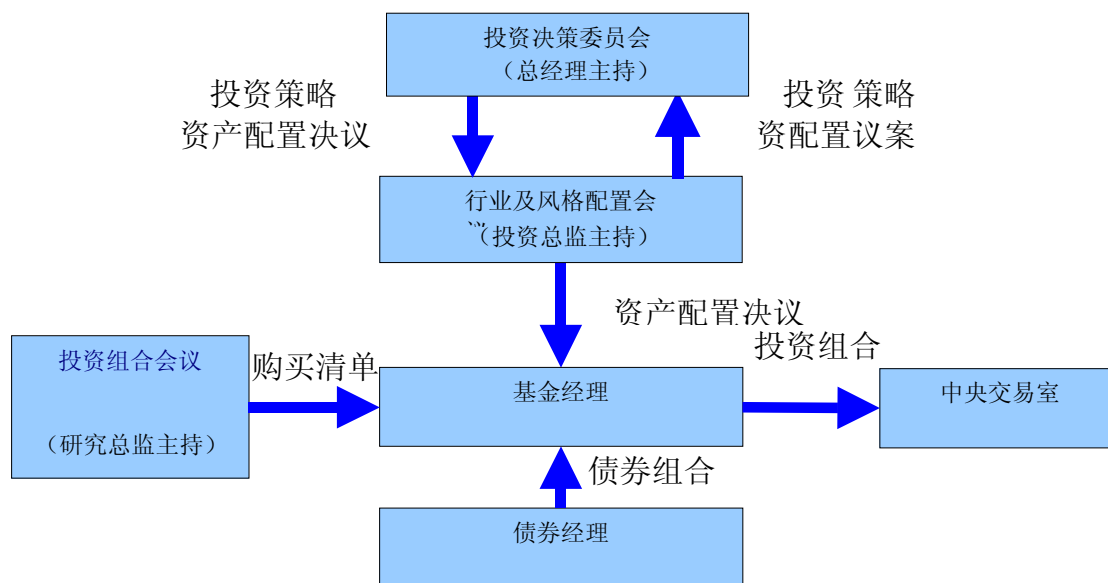 投资决策委员会
（总经理主持）
投资策略
资产配置决议
投资 策略
资配置议案
行业及风格配置会
（投资总监主持）
资产配置决议
投资组合会议
（研究总监主持）
购买清单
基金经理
投资组合
中央交易室
债券组合
债券经理